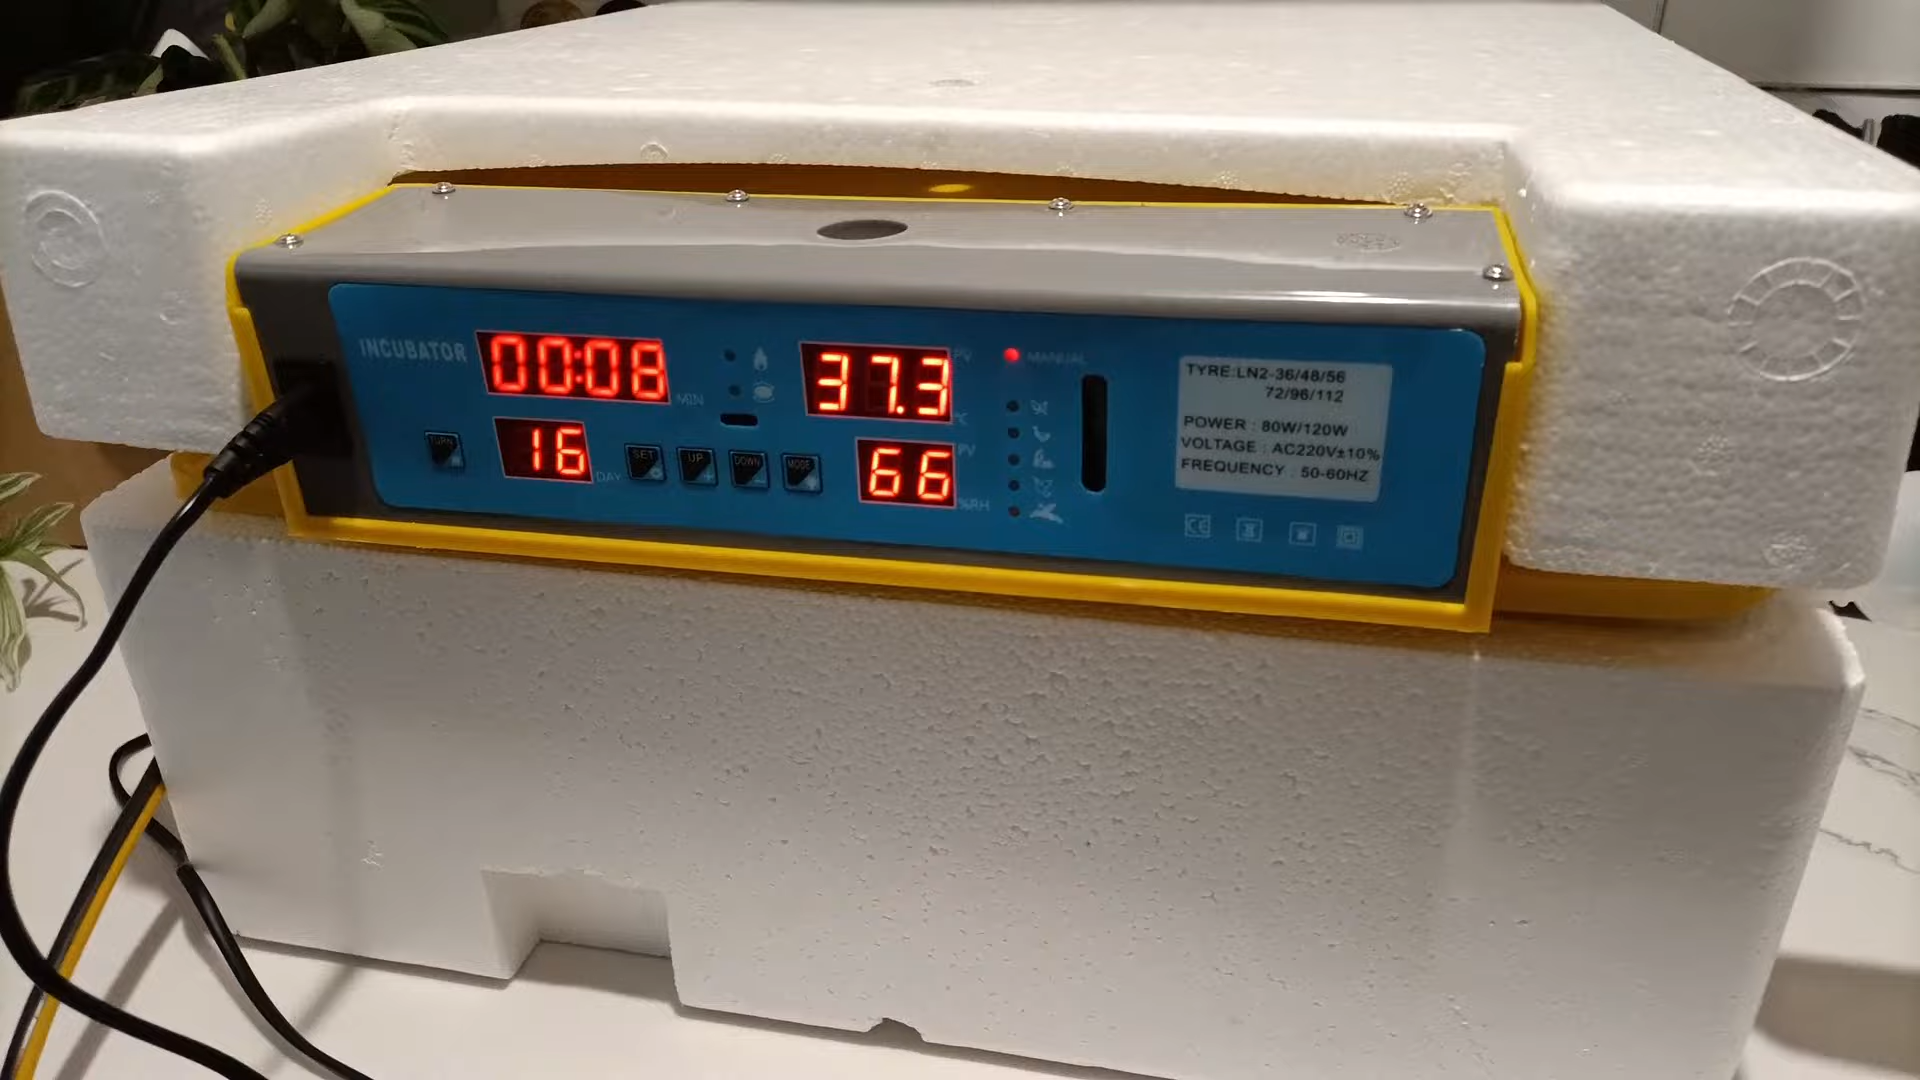 INCUBATOR
00:08
MIN
37.3
PV
°C
MANUAL
TURN
16
DAY
SET
UP
DOWN
MODE
66
PV
%RH
TYRE:LN2-36/48/56
72/96/112
POWER : 80W/120W
VOLTAGE : AC220V±10%
FREQUENCY : 50-60HZ
CE